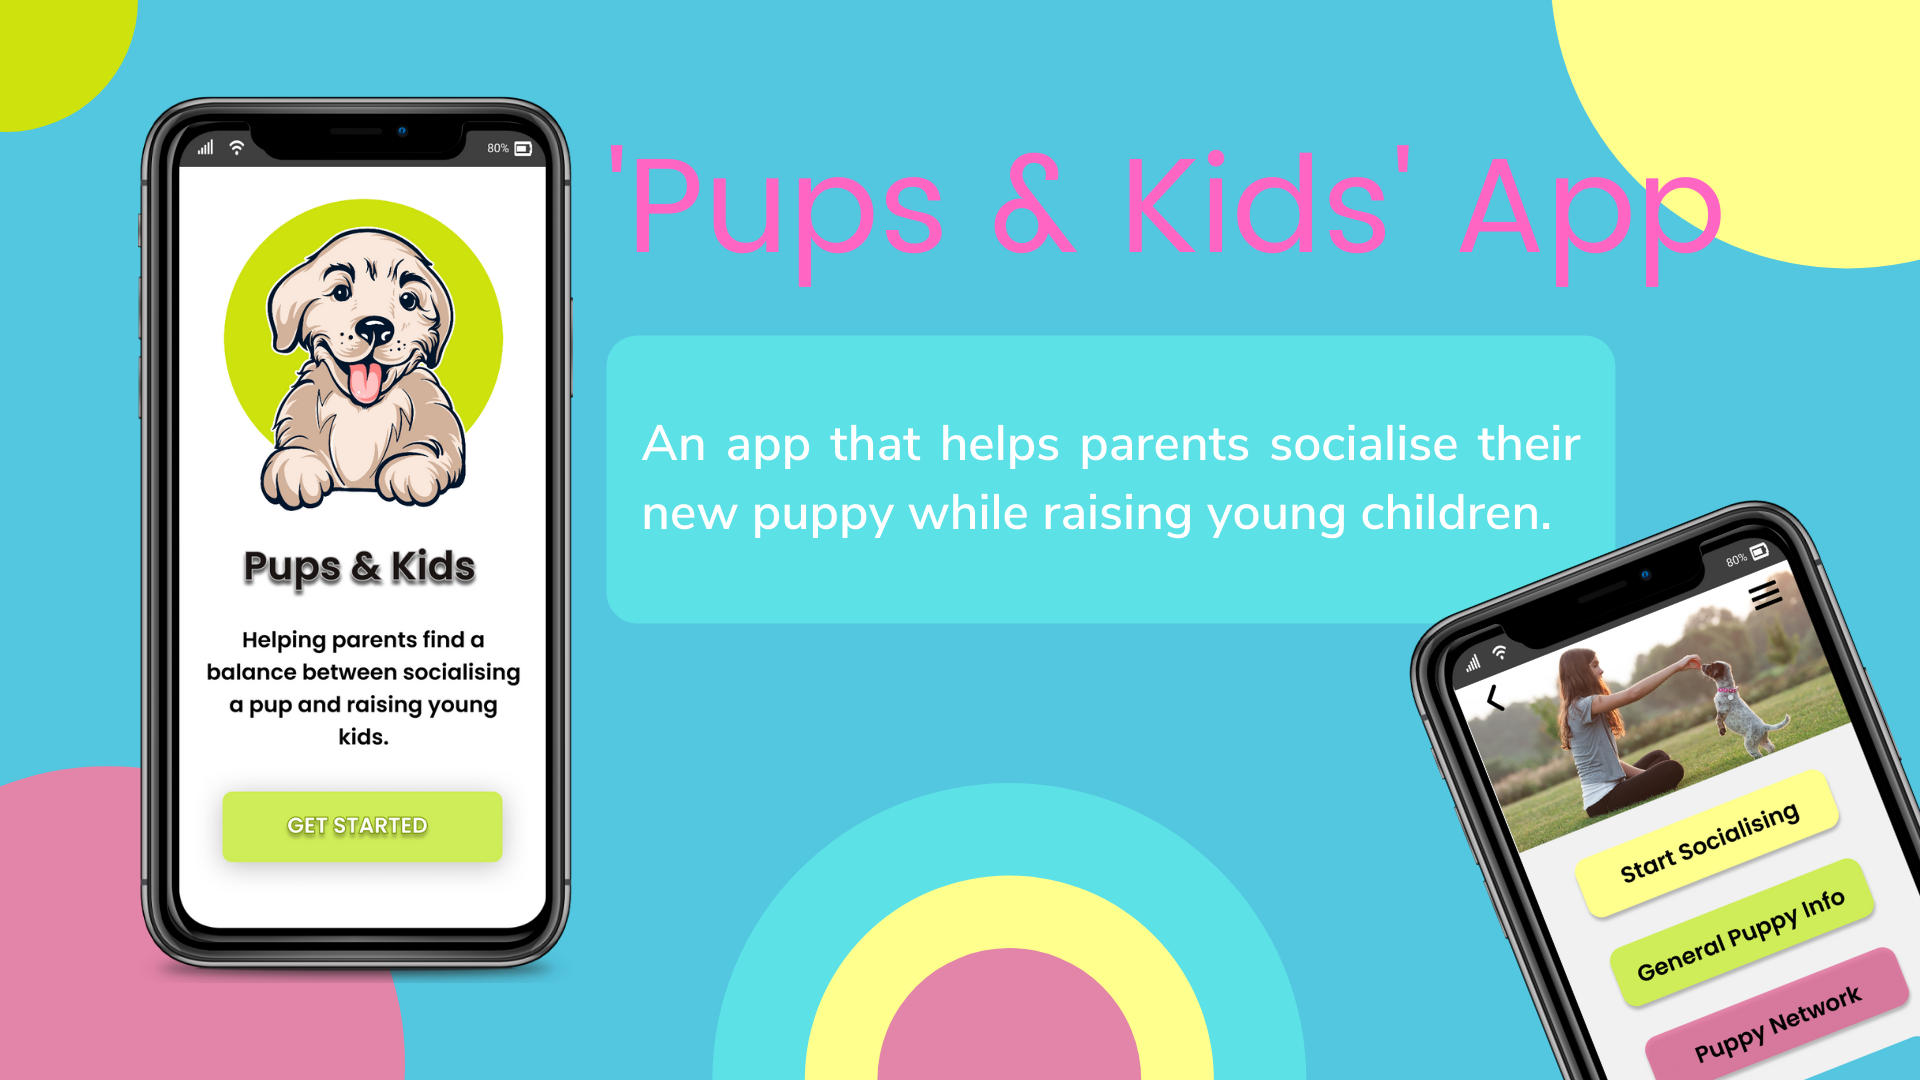 'Pups & Kids' App
An app that helps parents socialise their
new puppy while raising young children.
80%
Pups & Kids
Helping parents find a
balance between socialising
a pup and raising young
kids.
GET STARTED
80%
Start Socialising
General Puppy Info
Puppy Network